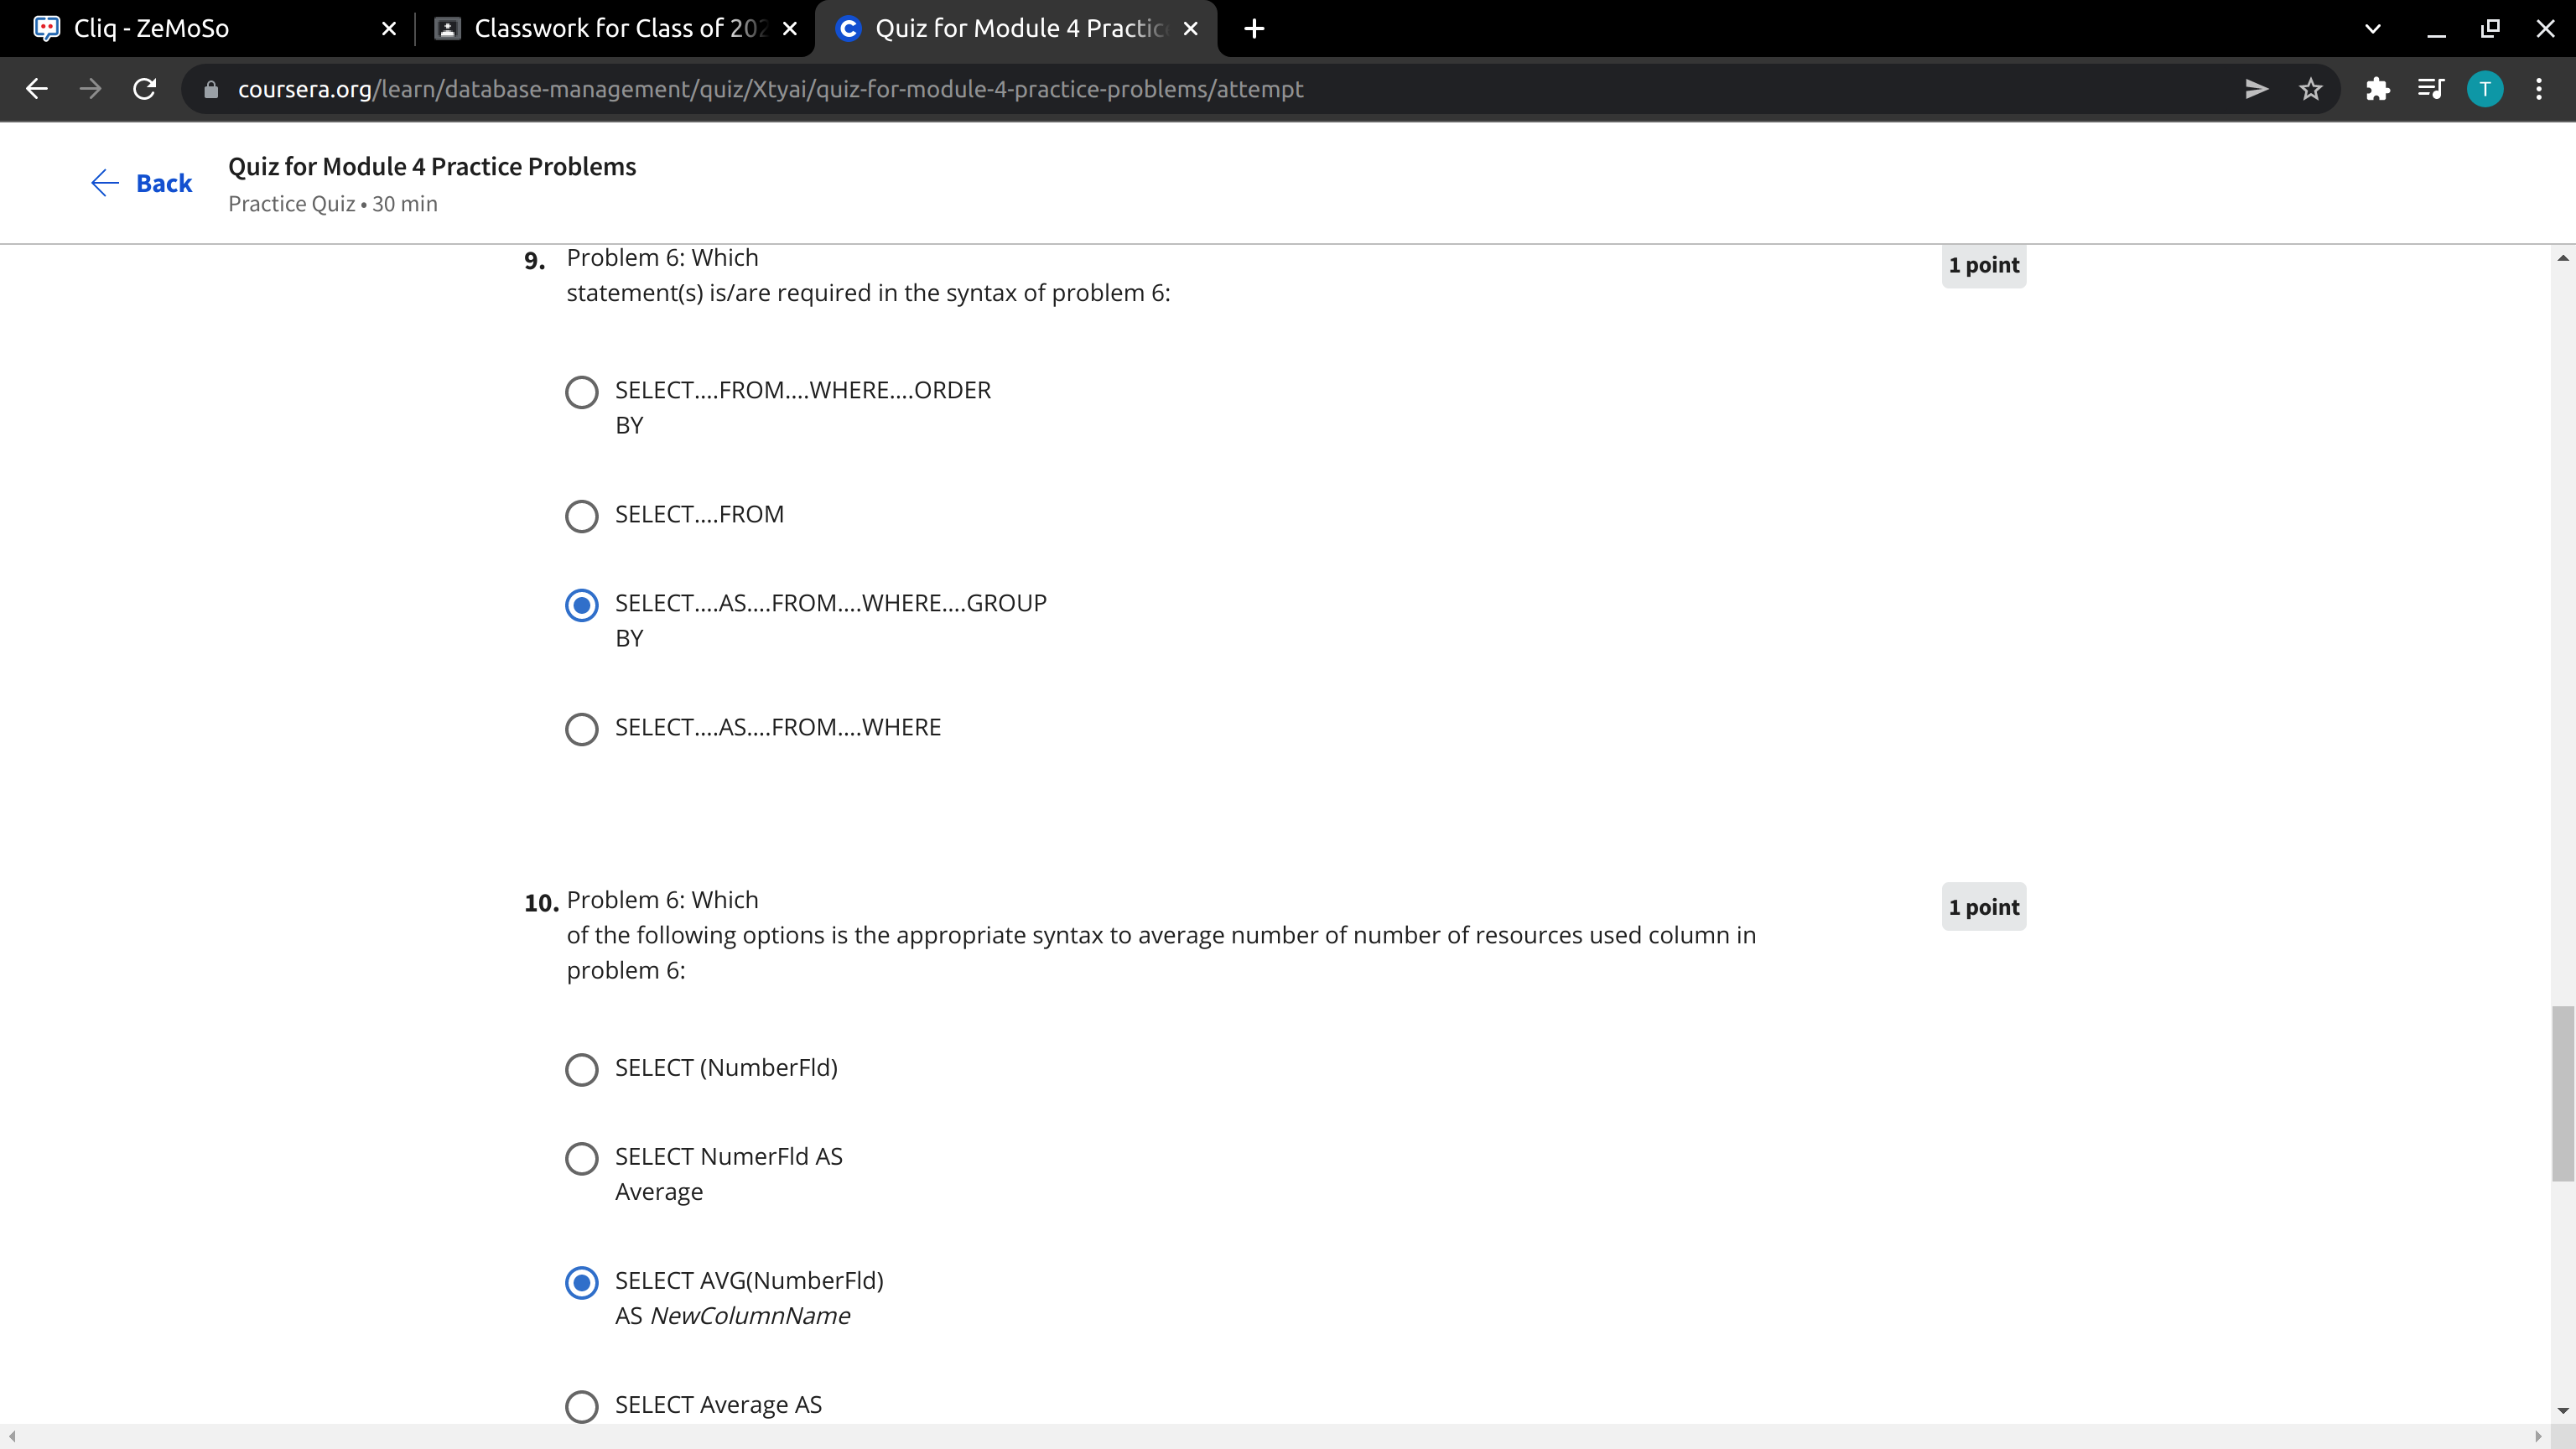 Cliq - ZeMoSo
Classwork for Class of 202
Quiz for Module 4 Practic
coursera.org/learn/database-management/quiz/Xtyai/quiz-for-module-4-practice-problems/attempt
T
Back
Quiz for Module 4 Practice Problems
Practice Quiz • 30 min
9. Problem 6: Which
1 point
statement(s) is/are required in the syntax of problem 6:
SELECT....FROM....WHERE....ORDER
BY
SELECT....FROM
SELECT....AS....FROM....WHERE....GROUP
BY
SELECT....AS....FROM....WHERE
10. Problem 6: Which
1 point
of the following options is the appropriate syntax to average number of number of resources used column in
problem 6:
SELECT (NumberFld)
SELECT NumerFld AS
Average
SELECT AVG(NumberFld)
AS NewColumnName
SELECT Average AS